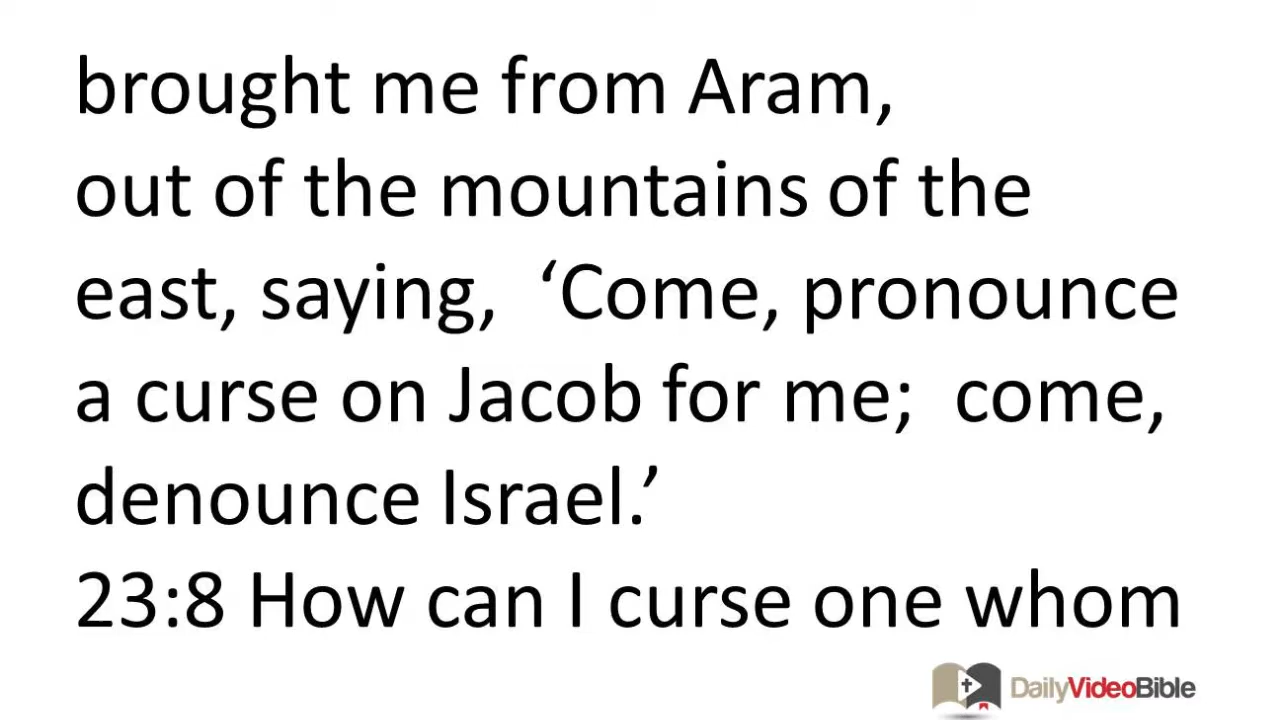 brought me from Aram,
out of the mountains of the
east, saying,  ‘Come, pronounce
a curse on Jacob for me;  come,
denounce Israel.’
23:8 How can I curse one whom
DailyVideoBible